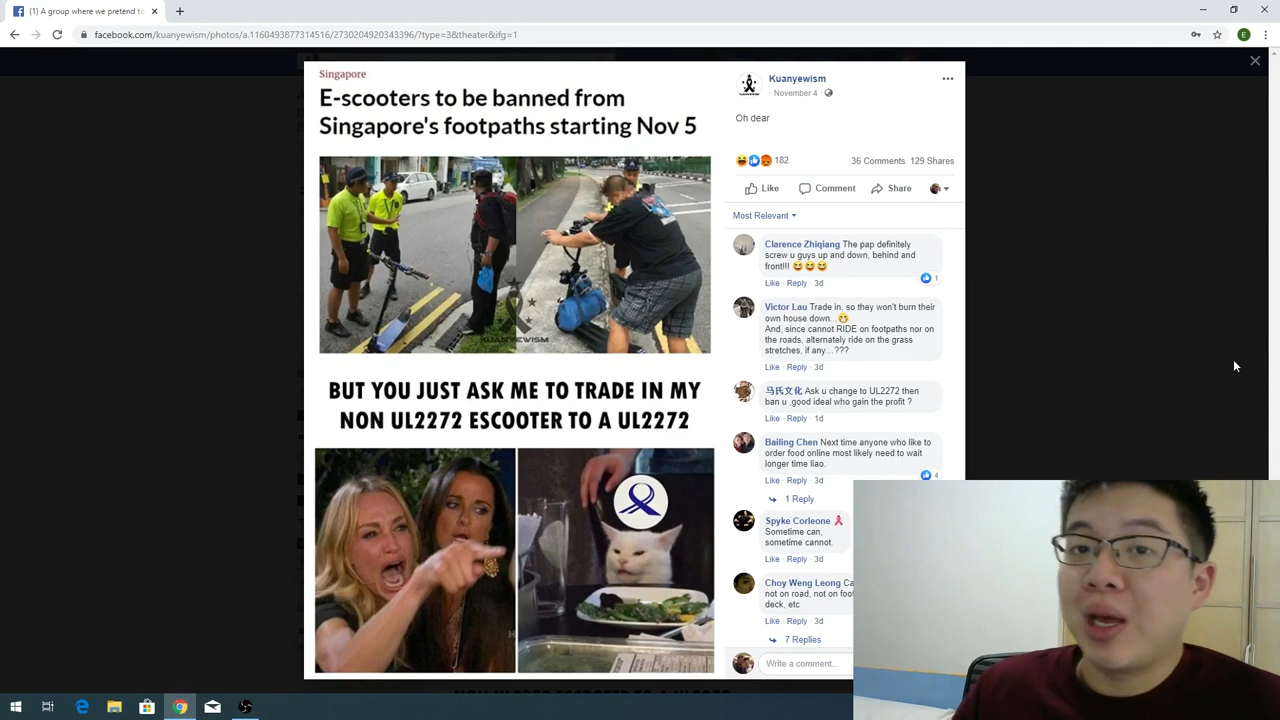 (1) A group where we pretend to
facebook.com/kuanyewism/photos/a.1160493877314516/2730204920343396/?type=3&theater&ifg=1
E
Singapore
E-scooters to be banned from
Singapore's footpaths starting Nov 5
KUANYEWISM
BUT YOU JUST ASK ME TO TRADE IN MY
NON UL2272 ESCOOTER TO A UL2272
Kuanyewism
November 4
Oh dear
182
36 Comments 129 Shares
Like Comment Share
Most Relevant
Clarence Zhiqiang The pap definitely
screw u guys up and down, behind and
front!!!
1
Like · Reply · 3d
Victor Lau Trade in, so they won't burn their
own house down...
And, since cannot RIDE on footpaths nor on
the roads, alternately ride on the grass
stretches, if any...???
Like · Reply · 3d
马氏文化 Ask u change to UL2272 then
ban u ,good ideal who gain the profit ?
Like · Reply · 1d
Bailing Chen Next time anyone who like to
order food online most likely need to wait
longer time liao.
4
Like · Reply · 3d
1 Reply
Spyke Corleone
Sometime can,
sometime cannot.
Like · Reply · 3d
Choy Weng Leong
not on road, not on
deck, etc
Like · Reply · 3d
7 Replies
Write a comment...